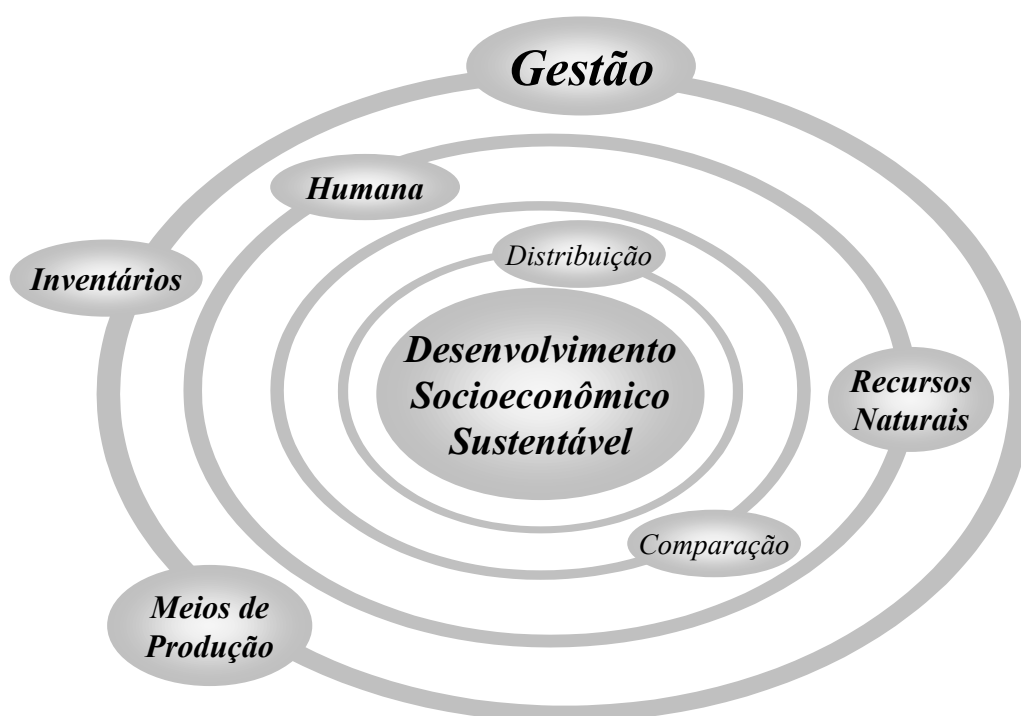 Gestão
Humana
Distribuição
Inventários
Desenvolvimento
Socioeconômico
Sustentável
Recursos
Naturais
Comparação
Meios de
Produção